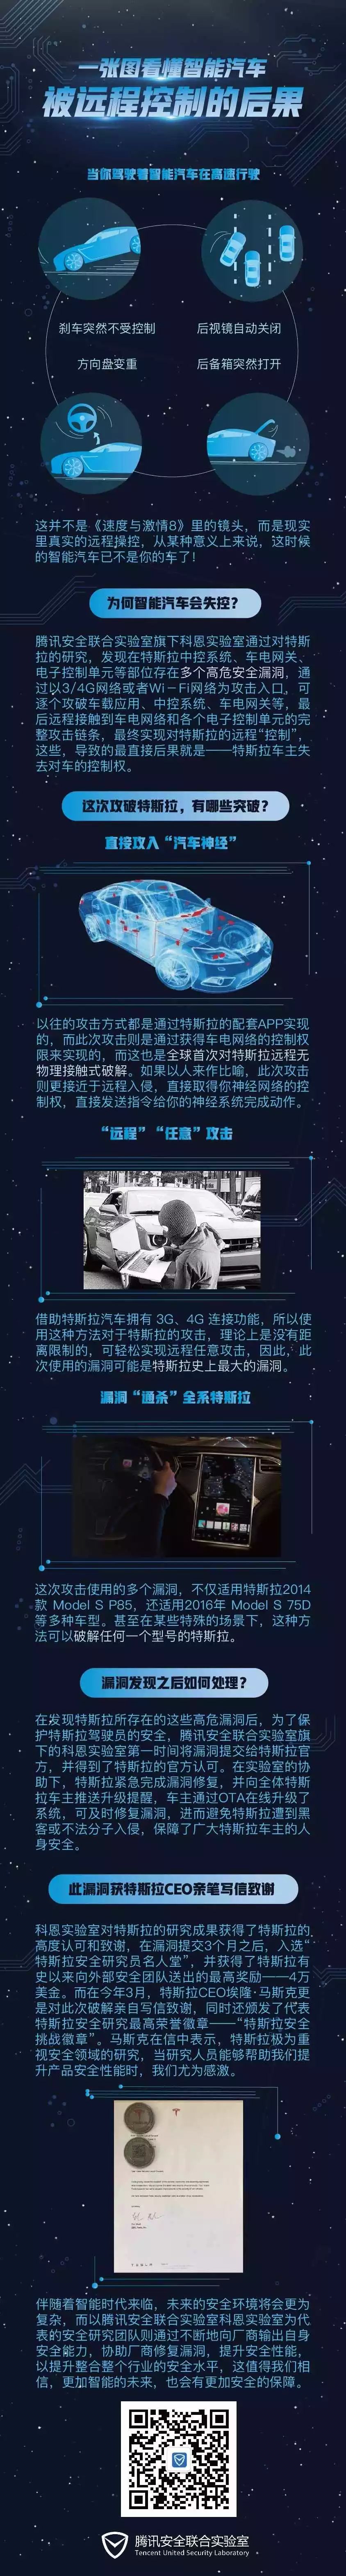 一张图看懂智能汽车
被远程控制的后果
当你驾驶着智能汽车在高速行驶
刹车突然不受控制
后视镜自动关闭
方向盘变重
后备箱突然打开
这并不是《速度与激情8》里的镜头，而是现实
里真实的远程操控，从某种意义上来说，这时候
的智能汽车已不是你的车了！
为何智能汽车会失控？
腾讯安全联合实验室旗下科恩实验室通过对特斯
拉的研究，发现在特斯拉中控系统、车电网关、
电子控制单元等部位存在多个高危安全漏洞，通
过以3/4G网络或者Wi-Fi网络为攻击入口，可
逐个攻破车载应用、中控系统、车电网关等，最
后远程接触到车电网络和各个电子控制单元的完
整攻击链条，最终实现对特斯拉的远程“控制”，
这些，导致的最直接后果就是——特斯拉车主失
去对车的控制权。
这次攻破特斯拉，有哪些突破？
直接攻入“汽车神经”
以往的攻击方式都是通过特斯拉的配套APP实现
的，而此次攻击则是通过获得车电网络的控制权
限来实现的，而这也是全球首次对特斯拉远程无
物理接触式破解。如果以人来作比喻，此次攻击
则更接近于远程入侵，直接取得你神经网络的控
制权，直接发送指令给你的神经系统完成动作。
“远程”“任意”攻击
借助特斯拉汽车拥有 3G、4G 连接功能，所以使
用这种方法对于特斯拉的攻击，理论上是没有距
离限制的，可轻松实现远程任意攻击，因此，此
次使用的漏洞可能是特斯拉史上最大的漏洞。
漏洞“通杀”全系特斯拉
这次攻击使用的多个漏洞，不仅适用特斯拉2014
款 Model S P85，还适用2016年 Model S 75D
等多种车型。甚至在某些特殊的场景下，这种方
法可以破解任何一个型号的特斯拉。
漏洞发现之后如何处理？
在发现特斯拉所存在的这些高危漏洞后，为了保
护特斯拉驾驶员的安全，腾讯安全联合实验室旗
下的科恩实验室第一时间将漏洞提交给特斯拉官
方，并得到了特斯拉的官方认可。在实验室的协
助下，特斯拉紧急完成漏洞修复，并向全体特斯
拉车主推送升级提醒，车主通过OTA在线升级了
系统，可及时修复漏洞，进而避免特斯拉遭到黑
客或不法分子入侵，保障了广大特斯拉车主的人
身安全。
此漏洞获特斯拉CEO亲笔写信致谢
科恩实验室对特斯拉的研究成果获得了特斯拉的
高度认可和致谢，在漏洞提交3个月之后，入选“
特斯拉安全研究员名人堂”，并获得了特斯拉有
史以来向外部安全团队送出的最高奖励——4万
美金。而在今年3月，特斯拉CEO埃隆·马斯克更
是对此次破解亲自写信致谢，同时还颁发了代表
特斯拉安全研究最高荣誉徽章——“特斯拉安全
挑战徽章”。马斯克在信中表示，特斯拉极为重
视安全领域的研究，当研究人员能够帮助我们提
升产品安全性能时，我们尤为感激。
TESLA
伴随着智能时代来临，未来的安全环境将会更为
复杂，而以腾讯安全联合实验室科恩实验室为代
表的安全研究团队则通过不断地向厂商输出自身
安全能力，协助厂商修复漏洞，提升安全性能，
以提升整合整个行业的安全水平，这值得我们相
信，更加智能的未来，也会有更加安全的保障。
腾讯安全联合实验室
Tencent United Security Laboratory